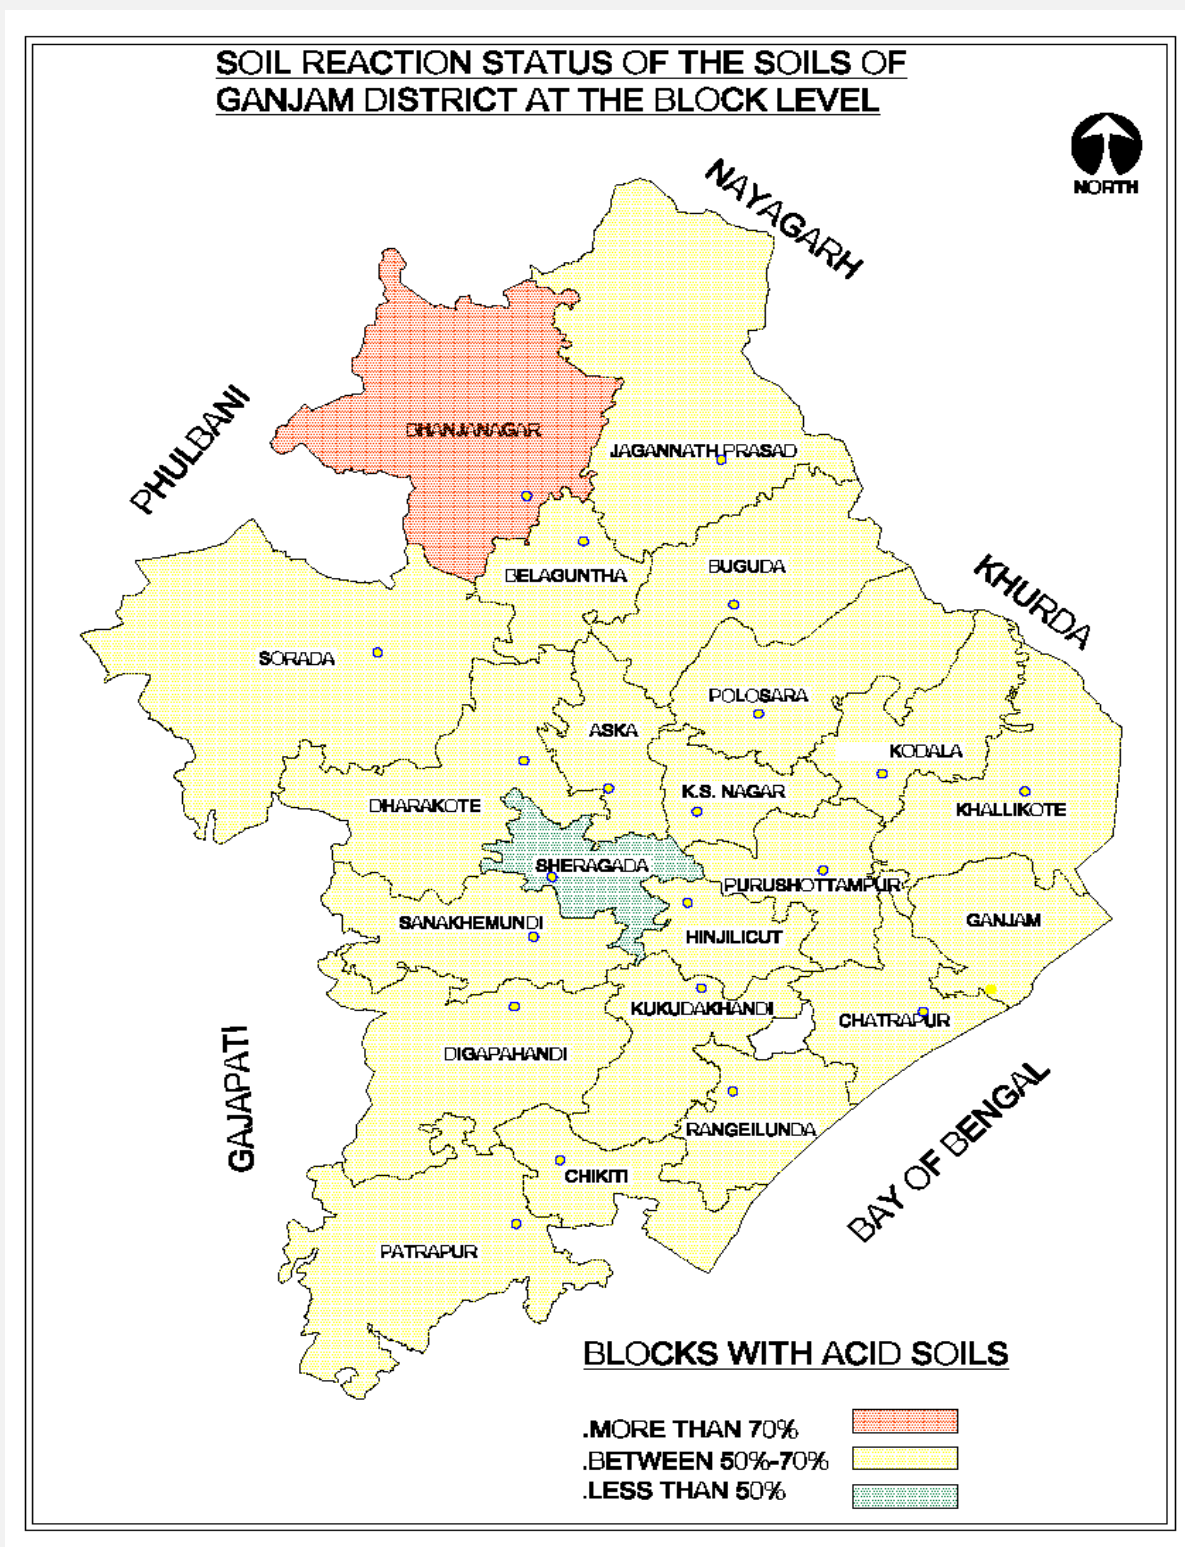 SOIL REACTION STATUS OF THE SOILS OF
GANJAM DISTRICT AT THE BLOCK LEVEL
NORTH
NAYAGARH
PHULBANI
KHURDA
GAJAPATI
BAY OF BENGAL
DHANJANAGAR
JAGANNATH PRASAD
BELAGUNTHA
BUGUDA
SORADA
POLOSARA
ASKA
KODALA
K.S. NAGAR
DHARAKOTE
KHALLIKOTE
SHERAGADA
PURUSHOTTAMPUR
SANAKHEMUNDI
HINJILICUT
GANJAM
KUKUDAKHANDI
CHATRAPUR
DIGAPAHANDI
RANGEILUNDA
CHIKITI
PATRAPUR
BLOCKS WITH ACID SOILS
.MORE THAN 70%
.BETWEEN 50%-70%
.LESS THAN 50%